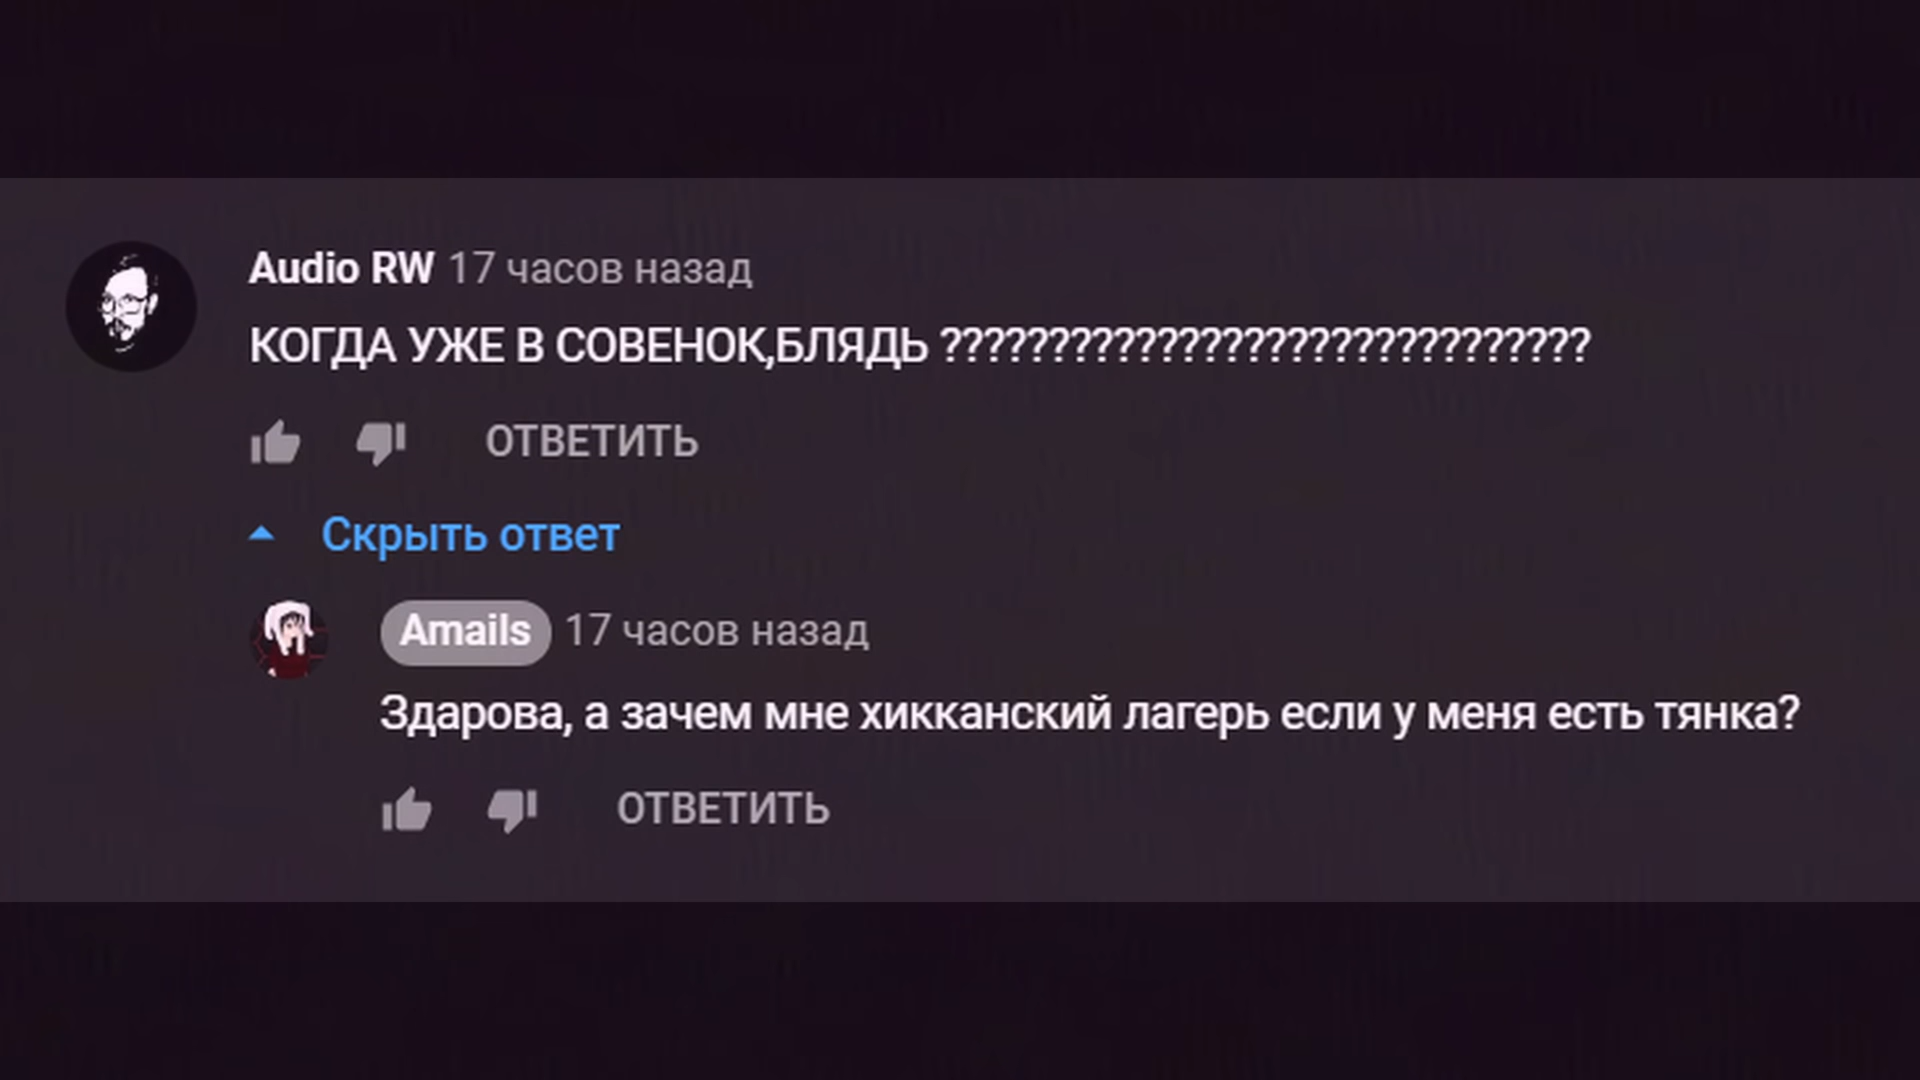 Audio RW 17 часов назад
КОГДА УЖЕ В СОВЕНОК,БЛЯДЬ ??????????????????????????????
ОТВЕТИТЬ
Скрыть ответ
Amails 17 часов назад
Здарова, а зачем мне хикканский лагерь если у меня есть тянка?
ОТВЕТИТЬ